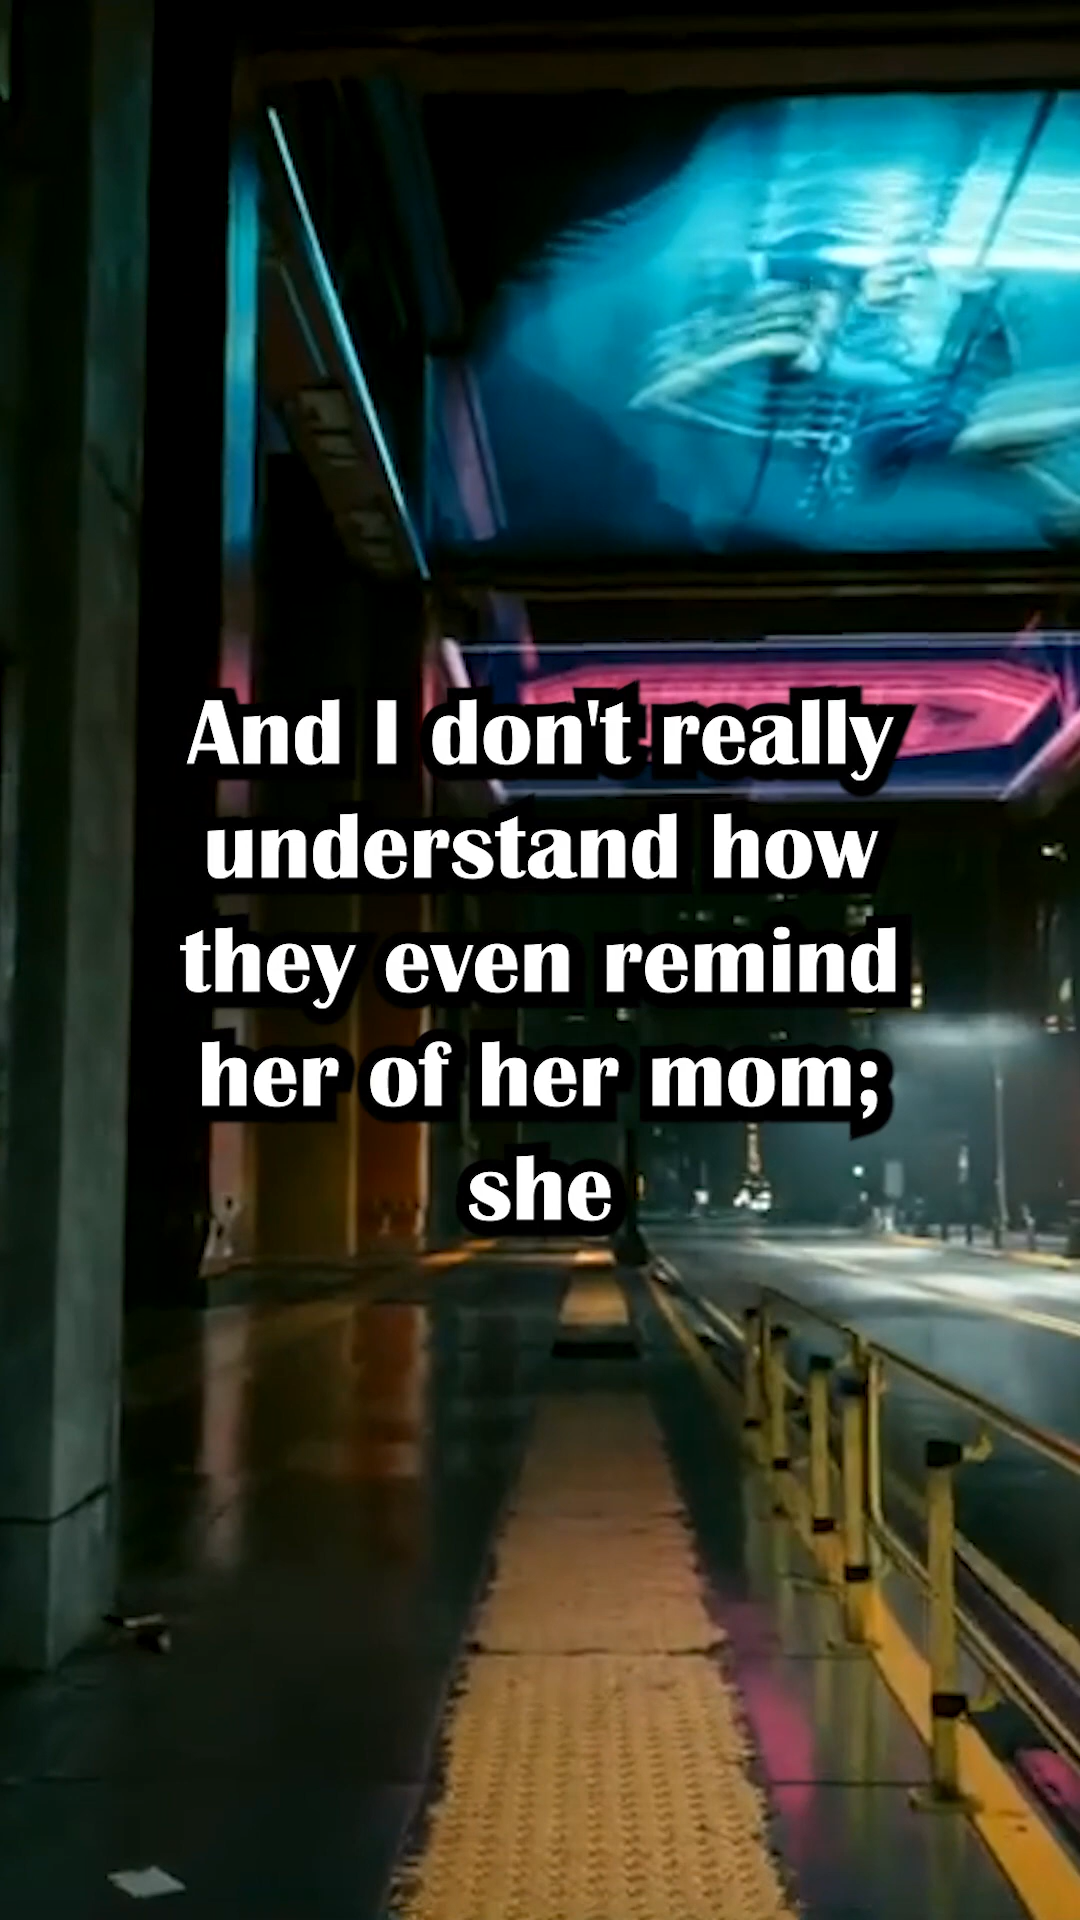 And I don't really
understand how
they even remind
her of her mom;
she